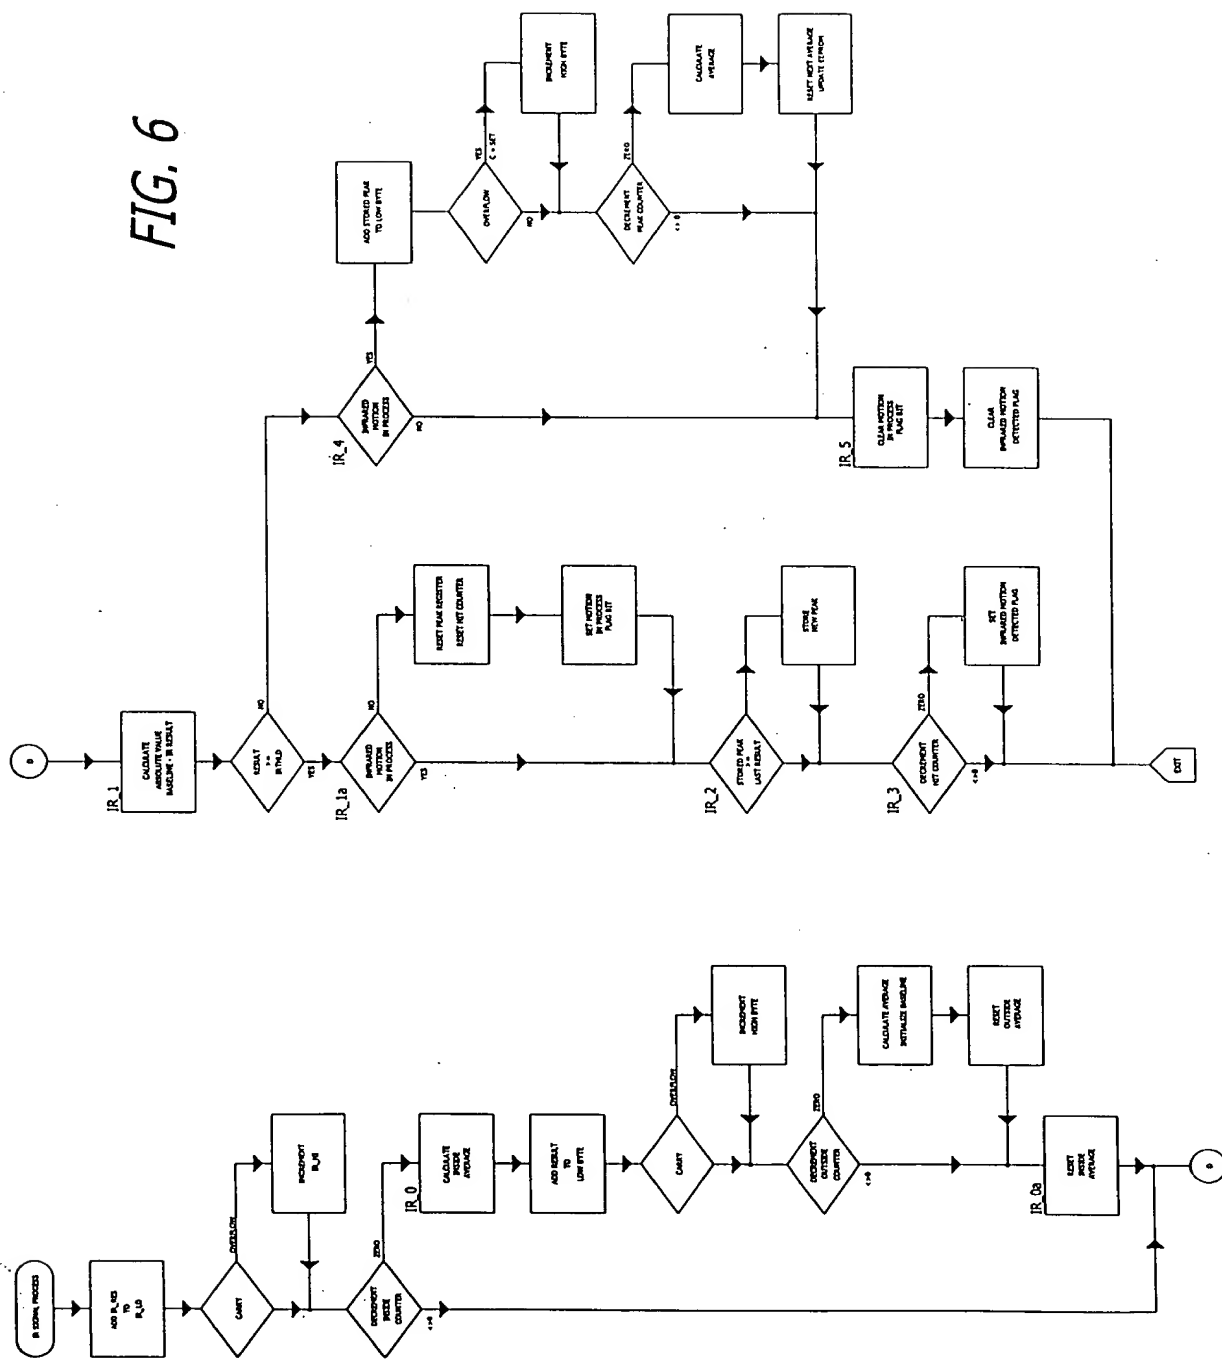 FIG. 6
IR SIGNAL PROCESS
ADD IR_RES
TO
IR_LO
CARRY
OVERFLOW
INCREMENT
IR_HI
DECREMENT
INSIDE
COUNTER
ZERO
<>0
IR_0
CALCULATE
INSIDE
AVERAGE
ADD RESULT
TO
LOW BYTE
CARRY
OVERFLOW
INCREMENT
HIGH BYTE
DECREMENT
OUTSIDE
COUNTER
ZERO
<>0
CALCULATE AVERAGE
INITIALIZE BASELINE
RESET
OUTSIDE
AVERAGE
IR_0a
RESET
INSIDE
AVERAGE
D
D
IR_1
CALCULATE
ABSOLUTE VALUE
BASELINE - IR RESULT
RESULT
>=
IRTHLD
NO
YES
IR_1a
INFRARED
MOTION
IN PROCESS
NO
YES
RESET PEAK REGISTER
RESET HIT COUNTER
SET MOTION
IN PROCESS
FLAG BIT
IR_2
STORED PEAK
>=
LAST RESULT
STORE
NEW PEAK
IR_3
DECREMENT
HIT COUNTER
ZERO
<>0
SET
INFRARED MOTION
DETECTED FLAG
EXIT
IR_4
INFRARED
MOTION
IN PROCESS
YES
NO
ADD STORED PEAK
TO LOW BYTE
OVERFLOW
YES
C = SET
NO
INCREMENT
HIGH BYTE
DECREMENT
PEAK COUNTER
ZERO
<>0
CALCULATE
AVERAGE
RESET NEXT AVERAGE
UPDATE EEPROM
IR_5
CLEAR MOTION
IN PROCESS
FLAG BIT
CLEAR
INFRARED MOTION
DETECTED FLAG